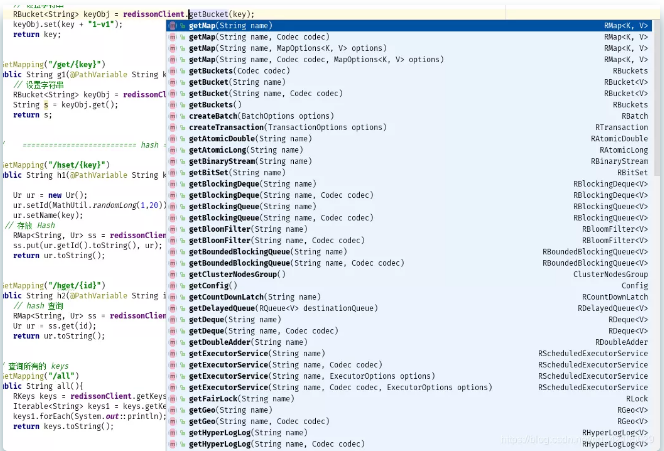 // 设置字符串
RBucket<String> keyObj = redissonClient.getBucket(key);
keyObj.set(key + "1-v1");
return key;
GetMapping("/get/{key}")
public String g1(@PathVariable String k
// 设置字符串
RBucket<String> keyObj = redissonCl
String s = keyObj.get();
return s;
========================== hash =
GetMapping("/hset/{key}")
public String h1(@PathVariable String k
Ur ur = new Ur();
ur.setId(MathUtil.randomLong(1,20))
ur.setName(key);
// 存放 Hash
RMap<String, Ur> ss = redissonClien
ss.put(ur.getId().toString(), ur);
return ur.toString();
GetMapping("/hget/{id}")
public String h2(@PathVariable String i
// hash 查询
RMap<String, Ur> ss = redissonClien
Ur ur = ss.get(id);
return ur.toString();
// 查询所有的 keys
GetMapping("/all")
public String all(){
RKeys keys = redissonClient.getKeys
Iterable<String> keys1 = keys.getKe
keys1.forEach(System.out::println);
return keys.toString();
getMap(String name) RMap<K, V>
getMap(String name, Codec codec) RMap<K, V>
getMap(String name, MapOptions<K, V> options) RMap<K, V>
getMap(String name, Codec codec, MapOptions<K, V> options) RMap<K, V>
getBuckets(Codec codec) RBuckets
getBucket(String name) RBucket<V>
getBucket(String name, Codec codec) RBucket<V>
getBuckets() RBuckets
createBatch(BatchOptions options) RBatch
createTransaction(TransactionOptions options) RTransaction
getAtomicDouble(String name) RAtomicDouble
getAtomicLong(String name) RAtomicLong
getBinaryStream(String name) RBinaryStream
getBitSet(String name) RBitSet
getBlockingDeque(String name) RBlockingDeque<V>
getBlockingDeque(String name, Codec codec) RBlockingDeque<V>
getBlockingQueue(String name) RBlockingQueue<V>
getBlockingQueue(String name, Codec codec) RBlockingQueue<V>
getBloomFilter(String name) RBloomFilter<V>
getBloomFilter(String name, Codec codec) RBloomFilter<V>
getBoundedBlockingQueue(String name) RBoundedBlockingQueue<V>
getBoundedBlockingQueue(String name, Codec codec) RBoundedBlockingQueue<V>
getClusterNodesGroup() ClusterNodesGroup
getConfig() Config
getCountDownLatch(String name) RCountDownLatch
getDelayedQueue(RQueue<V> destinationQueue) RDelayedQueue<V>
getDeque(String name) RDeque<V>
getDeque(String name, Codec codec) RDeque<V>
getDoubleAdder(String name) RDoubleAdder
getExecutorService(String name) RScheduledExecutorService
getExecutorService(String name, Codec codec) RScheduledExecutorService
getExecutorService(String name, ExecutorOptions options) RScheduledExecutorService
getExecutorService(String name, Codec codec, ExecutorOptions options) RScheduledExecutorService
getFairLock(String name) RLock
getGeo(String name) RGeo<V>
getGeo(String name, Codec codec) RGeo<V>
getHyperLogLog(String name) RHyperLogLog<V>
getHyperLogLog(String name, Codec codec) RHyperLogLog<V>